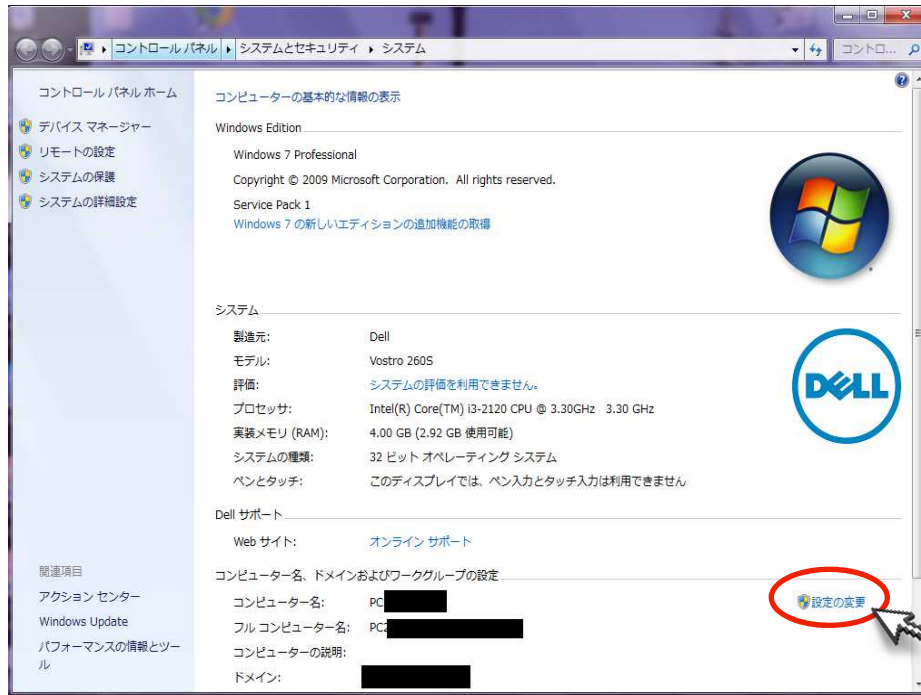 コントロール パネル ▸ システムとセキュリティ ▸ システム
コントロ...
コントロール パネル ホーム
デバイス マネージャー
リモートの設定
システムの保護
システムの詳細設定
関連項目
アクション センター
Windows Update
パフォーマンスの情報とツー
ル
コンピューターの基本的な情報の表示
Windows Edition
Windows 7 Professional
Copyright © 2009 Microsoft Corporation. All rights reserved.
Service Pack 1
Windows 7 の新しいエディションの追加機能の取得
システム
製造元: Dell
モデル: Vostro 260S
評価: システムの評価を利用できません。
プロセッサ: Intel(R) Core(TM) i3-2120 CPU @ 3.30GHz 3.30 GHz
実装メモリ (RAM): 4.00 GB (2.92 GB 使用可能)
システムの種類: 32 ビット オペレーティング システム
ペンとタッチ: このディスプレイでは、ペン入力とタッチ入力は利用できません
DELL
Dell サポート
Web サイト: オンライン サポート
コンピューター名、ドメインおよびワークグループの設定
コンピューター名: PC
設定の変更
フル コンピューター名: PC2
コンピューターの説明:
ドメイン: